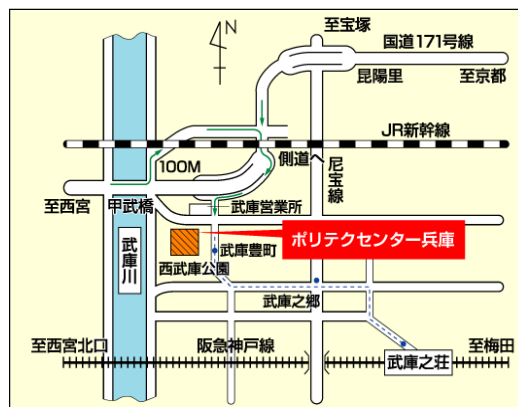 至宝塚
N
国道171号線
昆陽里
至京都
JR新幹線
100M
側道へ
尼宝線
至西宮
甲武橋
武庫営業所
ポリテクセンター兵庫
武庫川
武庫豊町
西武庫公園
武庫之郷
至西宮北口
阪急神戸線
至梅田
武庫之荘